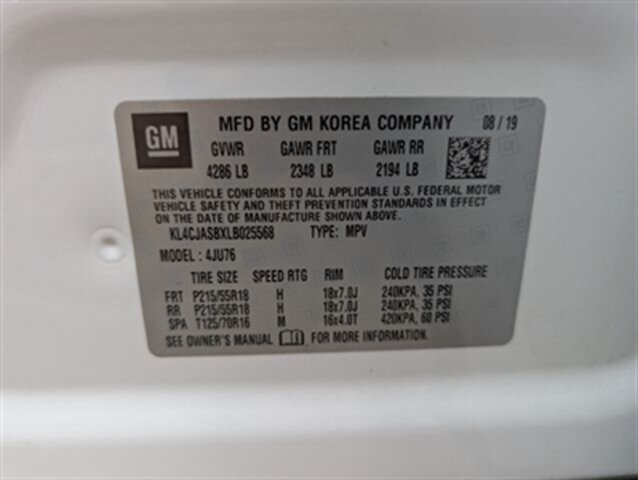 GM MFD BY GM KOREA COMPANY 08 / 19
GVWR GAWR FRT GAWR RR
4286 LB 2348 LB 2194 LB
THIS VEHICLE CONFORMS TO ALL APPLICABLE U.S. FEDERAL MOTOR
VEHICLE SAFETY AND THEFT PREVENTION STANDARDS IN EFFECT ON THE
DATE OF MANUFACTURE SHOWN ABOVE.
KL4CJASBXLB025568 TYPE: MPV
MODEL: 4JU76
TIRE SIZE SPEED RTG RIM COLD TIRE PRESSURE
FRT P215/55R18 H 18x7.0J 240KPA, 35 PSI
RR P215/55R18 H 18x7.0J 240KPA, 35 PSI
SPA T125/70R16 M 16x4.0T 420KPA, 60 PSI
SEE OWNER'S MANUAL FOR MORE INFORMATION.